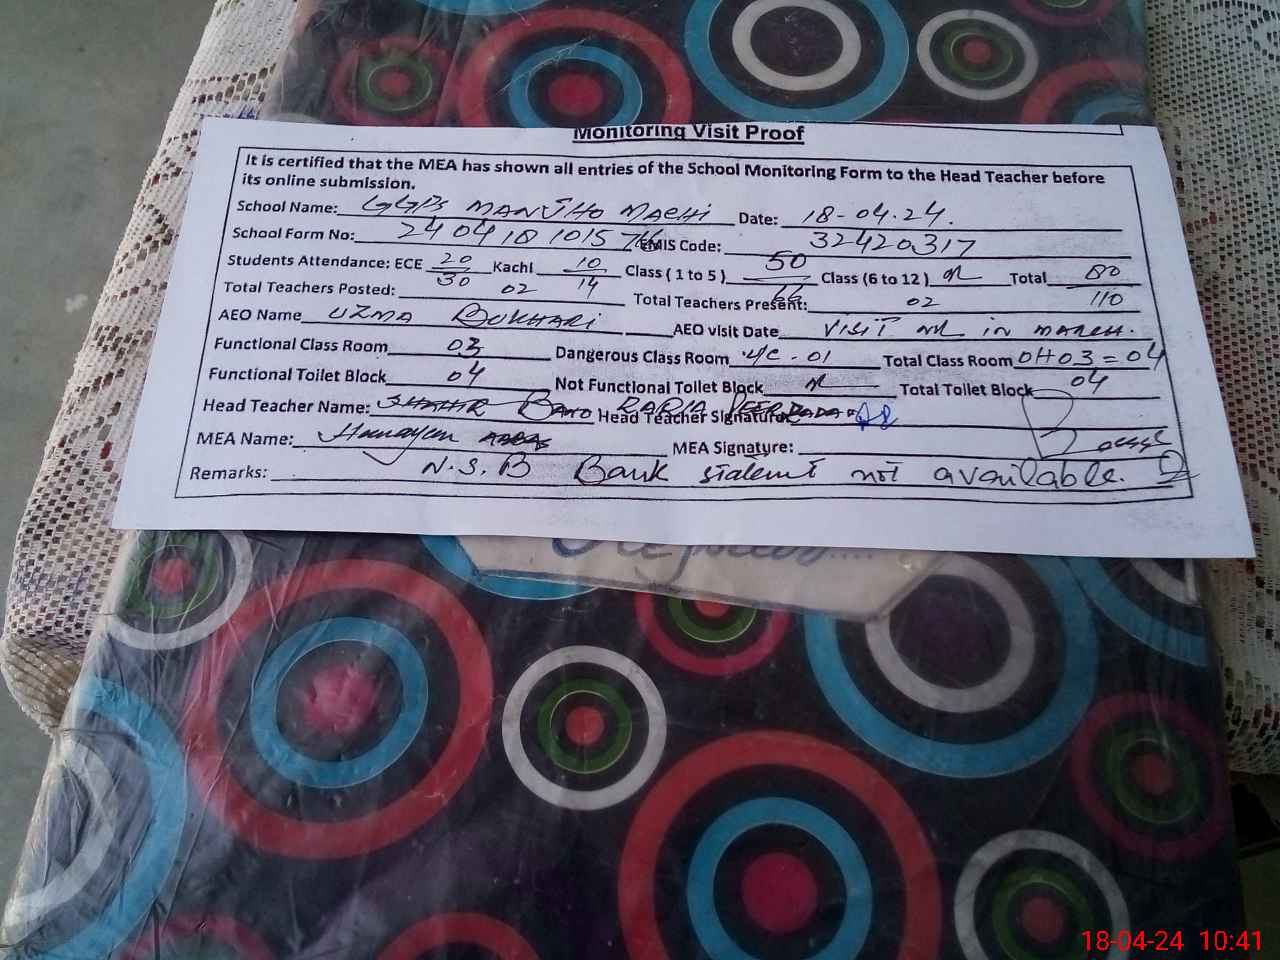 Monitoring Visit Proof
It is certified that the MEA has shown all entries of the School Monitoring Form to the Head Teacher before
its online submission.
School Name: GGPS MANJHO MACHI Date: 18-04-24.
School Form No: EMIS Code: 32420317
Students Attendance: ECE 20/30 Kachi 10/14 Class ( 1 to 5 ) 50/66 Class (6 to 12 ) Total 80/110
Total Teachers Posted: 02 Total Teachers Present: 02
AEO Name UZMA BUKHARI AEO visit Date VISIT IN MARCH.
Functional Class Room 03 Dangerous Class Room 01 Total Class Room 01+03=04
Functional Toilet Block 04 Not Functional Toilet Block Total Toilet Block 04
Head Teacher Name: BANO Head Teacher Signature
MEA Name: Humayun ABBAS MEA Signature:
Remarks: N.S.B Bank statement not available.
18-04-24 10:41